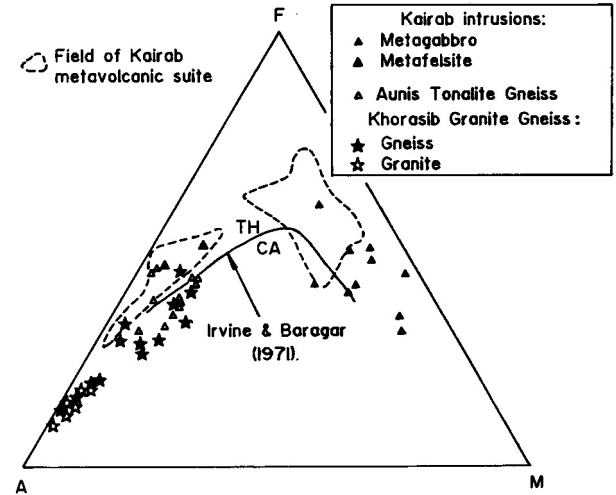 F
Field of Kairab
metavolcanic suite
Kairab intrusions:
Metagabbro
Metafelsite
Aunis Tonalite Gneiss
Khorasib Granite Gneiss:
Gneiss
Granite
TH
CA
Irvine & Baragar
(1971).
A
M